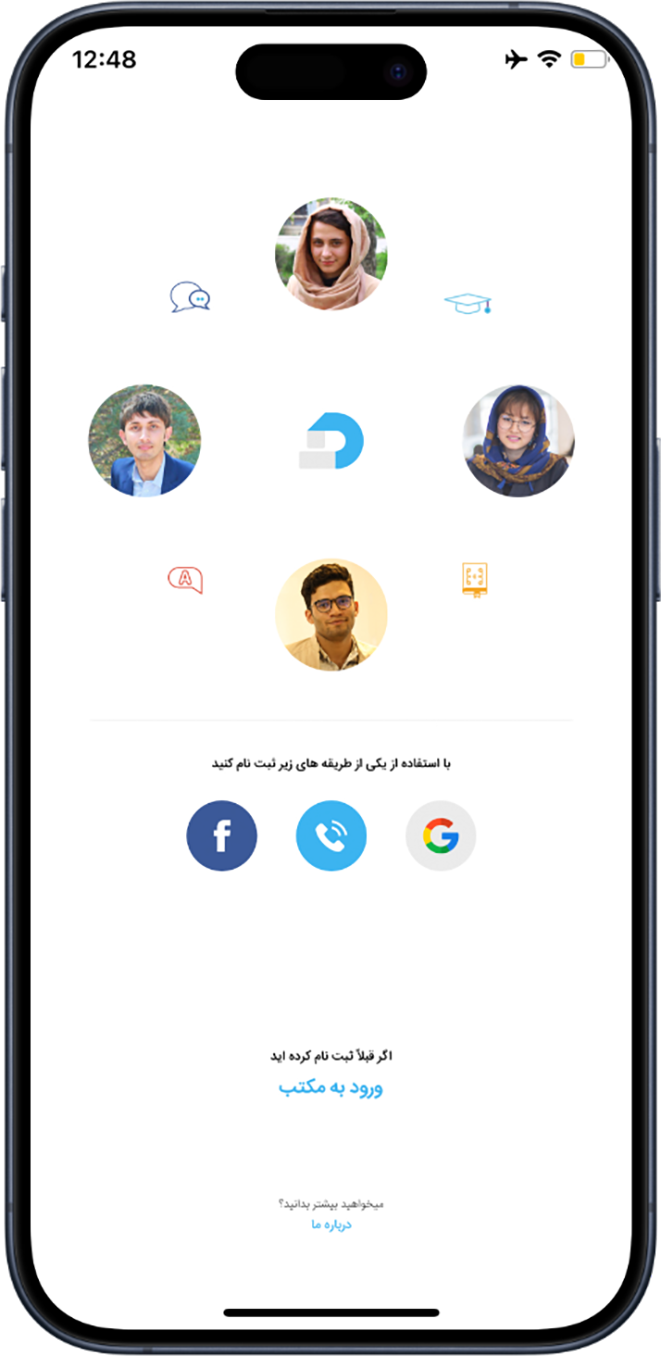 12:48
A
با استفاده از یکی از طریقه های زیر ثبت نام کنید
f
G
اگر قبلاً ثبت نام کرده اید
ورود به مکتب
میخواهید بیشتر بدانید؟
درباره ما